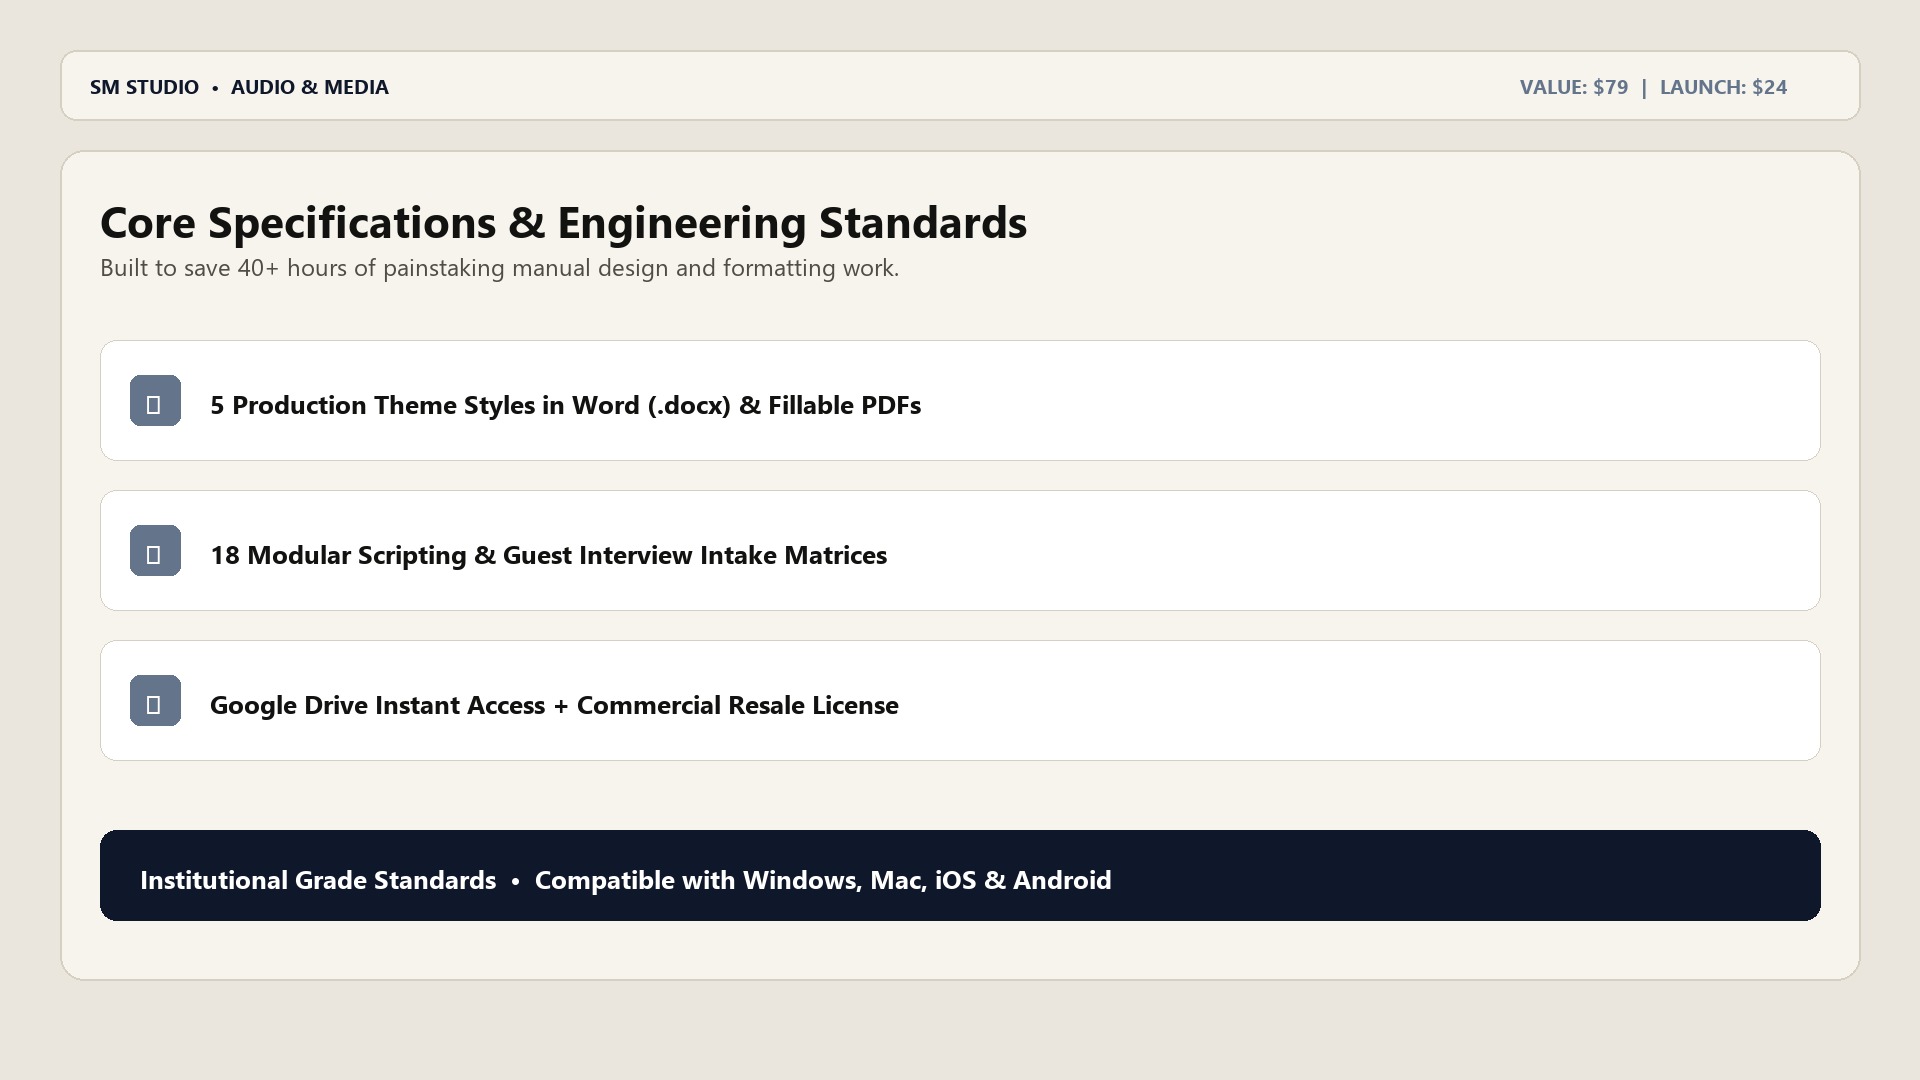 SM STUDIO • AUDIO & MEDIA
VALUE: $79 | LAUNCH: $24
Core Specifications & Engineering Standards
Built to save 40+ hours of painstaking manual design and formatting work.
5 Production Theme Styles in Word (.docx) & Fillable PDFs
18 Modular Scripting & Guest Interview Intake Matrices
Google Drive Instant Access + Commercial Resale License
Institutional Grade Standards • Compatible with Windows, Mac, iOS & Android